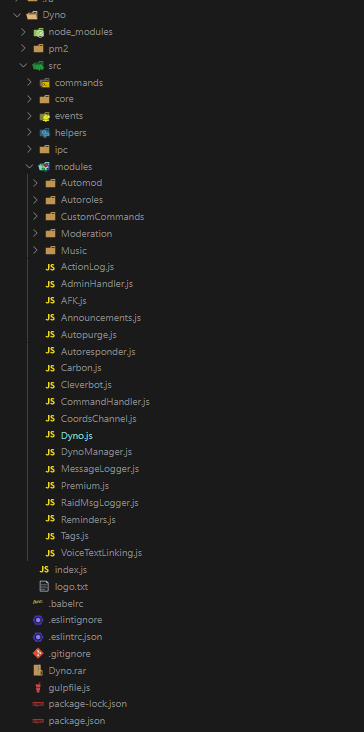 Dyno
node_modules
pm2
src
commands
core
events
helpers
ipc
modules
Automod
Autoroles
CustomCommands
Moderation
Music
JS ActionLog.js
JS AdminHandler.js
JS AFK.js
JS Announcements.js
JS Autopurge.js
JS Autoresponder.js
JS Carbon.js
JS Cleverbot.js
JS CommandHandler.js
JS CoordsChannel.js
JS Dyno.js
JS DynoManager.js
JS MessageLogger.js
JS Premium.js
JS RaidMsgLogger.js
JS Reminders.js
JS Tags.js
JS VoiceTextLinking.js
JS index.js
logo.txt
.babelrc
.eslintignore
.eslintrc.json
.gitignore
Dyno.rar
gulpfile.js
package-lock.json
package.json